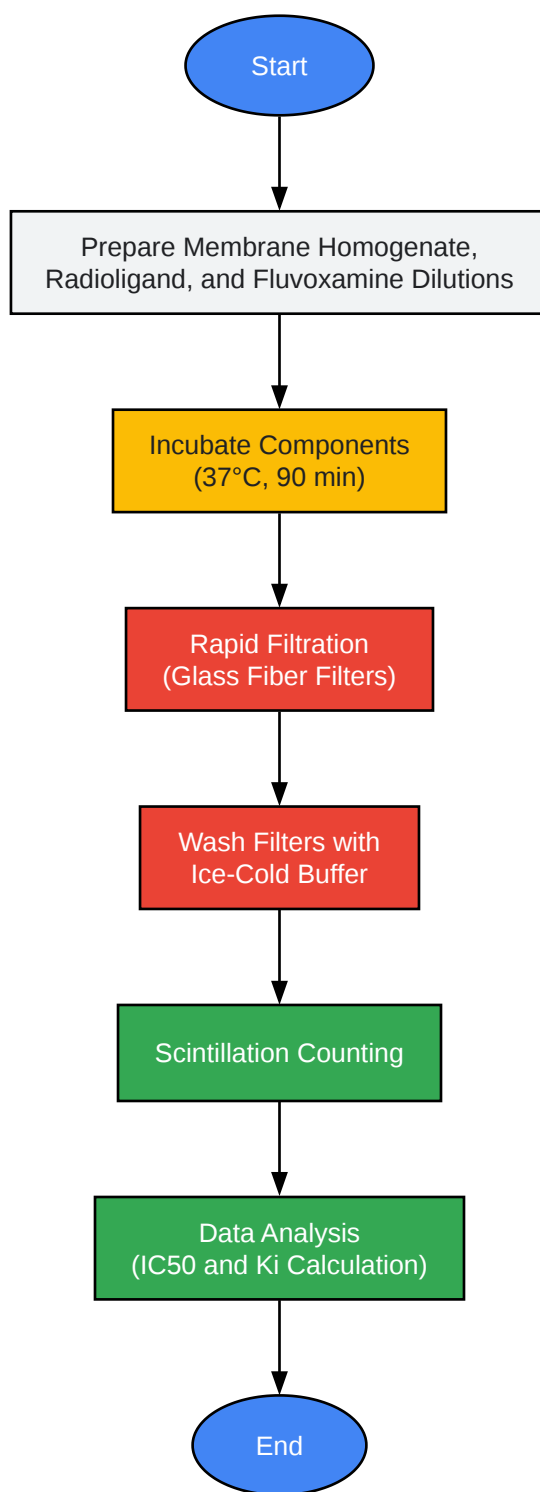 Start
Prepare Membrane Homogenate,
Radioligand, and Fluvoxamine Dilutions
Incubate Components
(37°C, 90 min)
Rapid Filtration
(Glass Fiber Filters)
Wash Filters with
Ice-Cold Buffer
Scintillation Counting
Data Analysis
(IC50 and Ki Calculation)
End